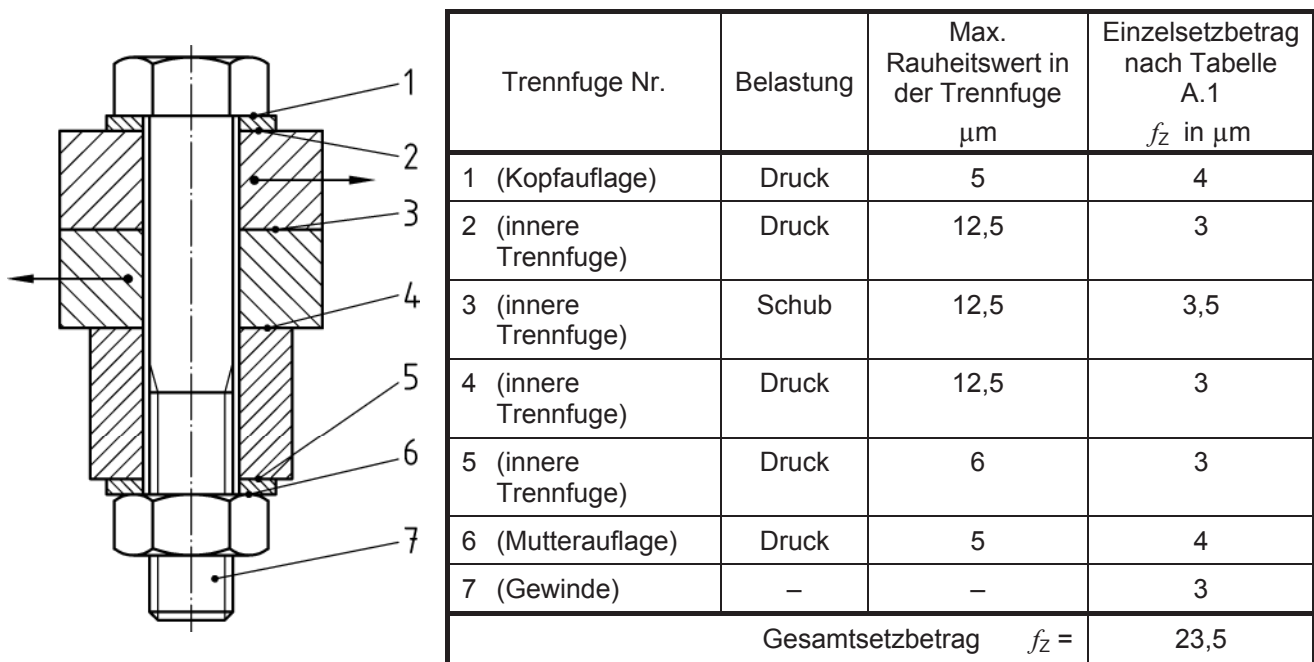 1
2
3
4
5
6
7
Trennfuge Nr.
Belastung
Max.
Rauheitswert in
der Trennfuge
µm
Einzelsetzbetrag
nach Tabelle
A.1
fZ in µm
1 (Kopfauflage) Druck 5 4
2 (innere Druck 12,5 3
Trennfuge)
3 (innere Schub 12,5 3,5
Trennfuge)
4 (innere Druck 12,5 3
Trennfuge)
5 (innere Druck 6 3
Trennfuge)
6 (Mutterauflage) Druck 5 4
7 (Gewinde) – – 3
Gesamtsetzbetrag fZ = 23,5